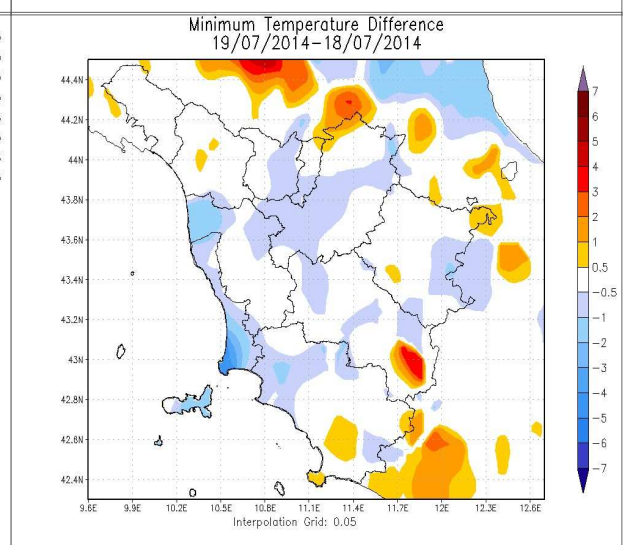 Minimum Temperature Difference
19/07/2014-18/07/2014
44.4N
44.2N
44N
43.8N
43.6N
43.4N
43.2N
43N
42.8N
42.6N
42.4N
9.6E 9.9E 10.2E 10.5E 10.8E 11.1E 11.4E 11.7E 12E 12.3E 12.6E
Interpolation Grid: 0.05
7
6
5
4
3
2
1
0.5
-0.5
-1
-2
-3
-4
-5
-6
-7